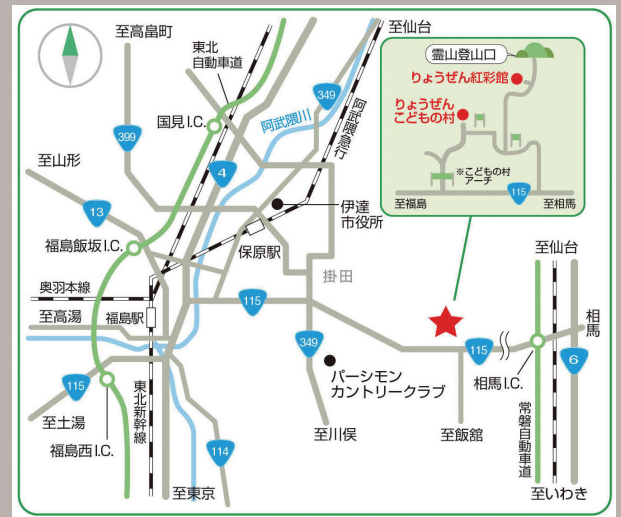 至高畠町
東北
自動車道
至仙台
349
国見I.C.
阿武隈川
阿武隈急行
399
至山形
4
13
伊達
市役所
福島飯坂I.C.
保原駅
掛田
奥羽本線
115
至高湯
福島駅
349
115
至土湯
パーシモン
カントリークラブ
東北新幹線
福島西I.C.
至川俣
114
至東京
霊山登山口
りょうぜん紅彩館
りょうぜん
こどもの村
※こどもの村
アーチ
至福島
115
至相馬
至仙台
相馬
115
6
相馬I.C.
至飯舘
常磐自動車道
至いわき